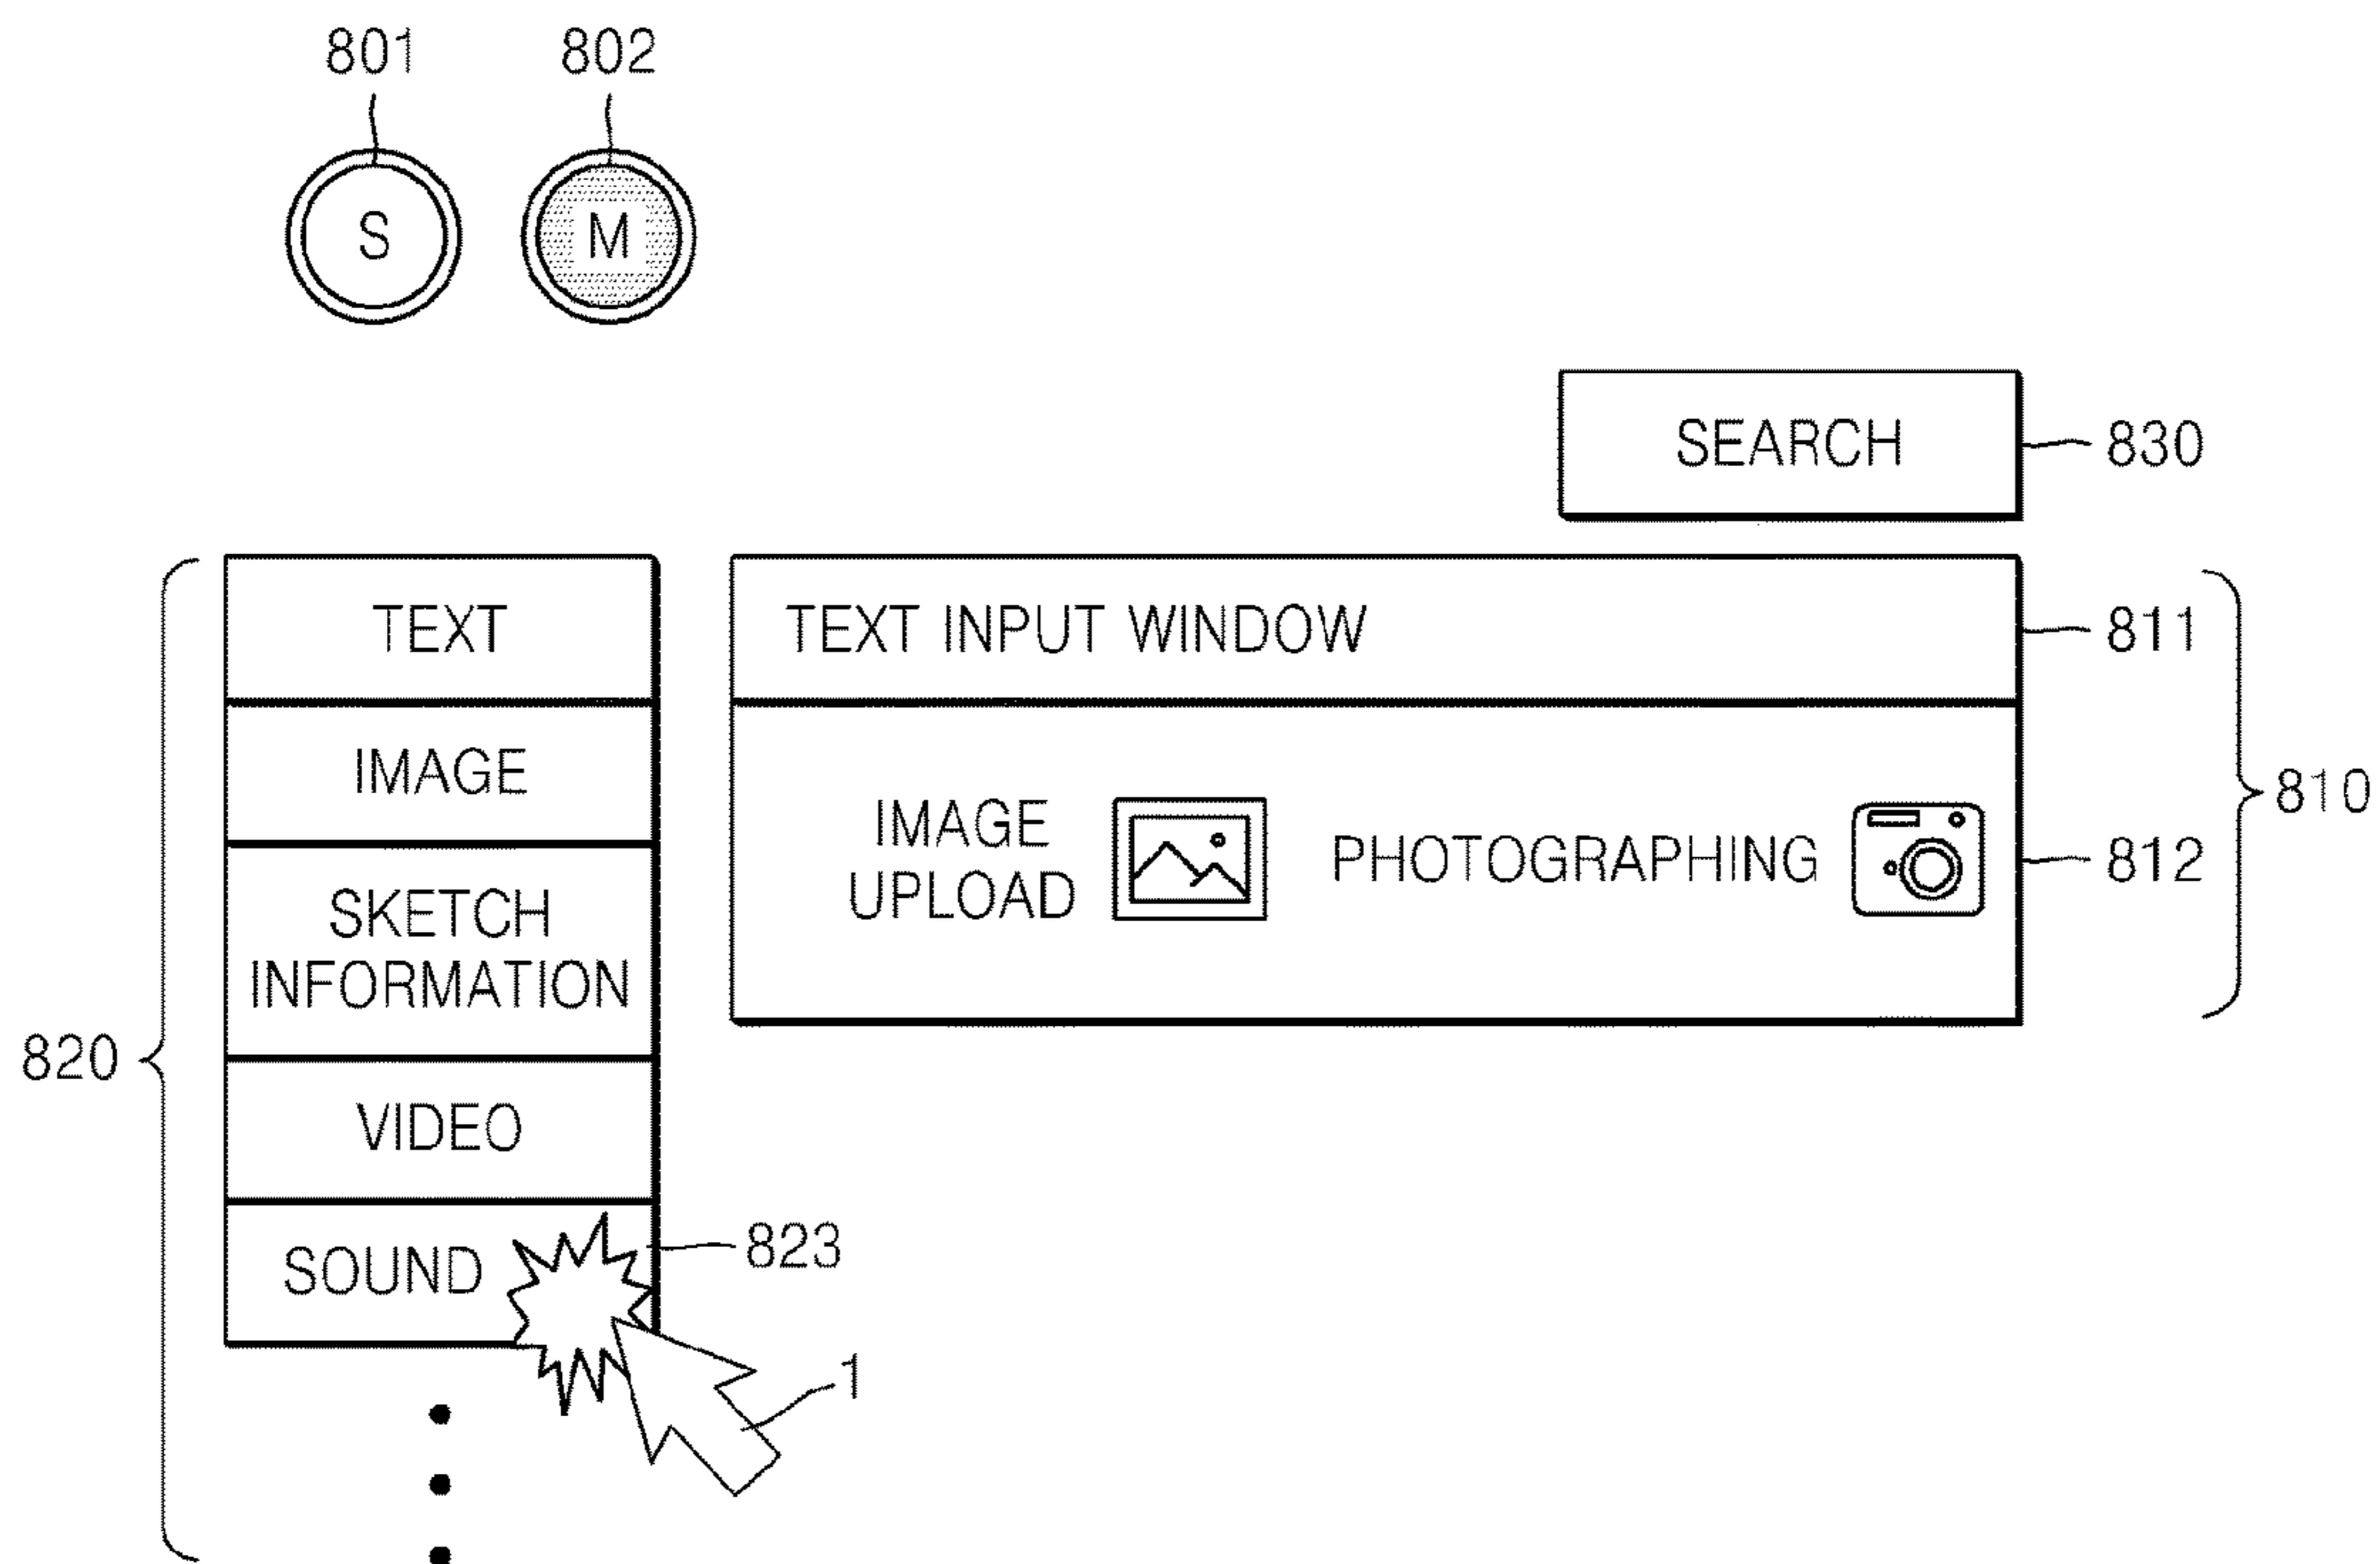 801
802
S
M
SEARCH
830
TEXT
TEXT INPUT WINDOW
811
IMAGE
IMAGE
UPLOAD
PHOTOGRAPHING
812
810
SKETCH
INFORMATION
820
VIDEO
SOUND
823
1